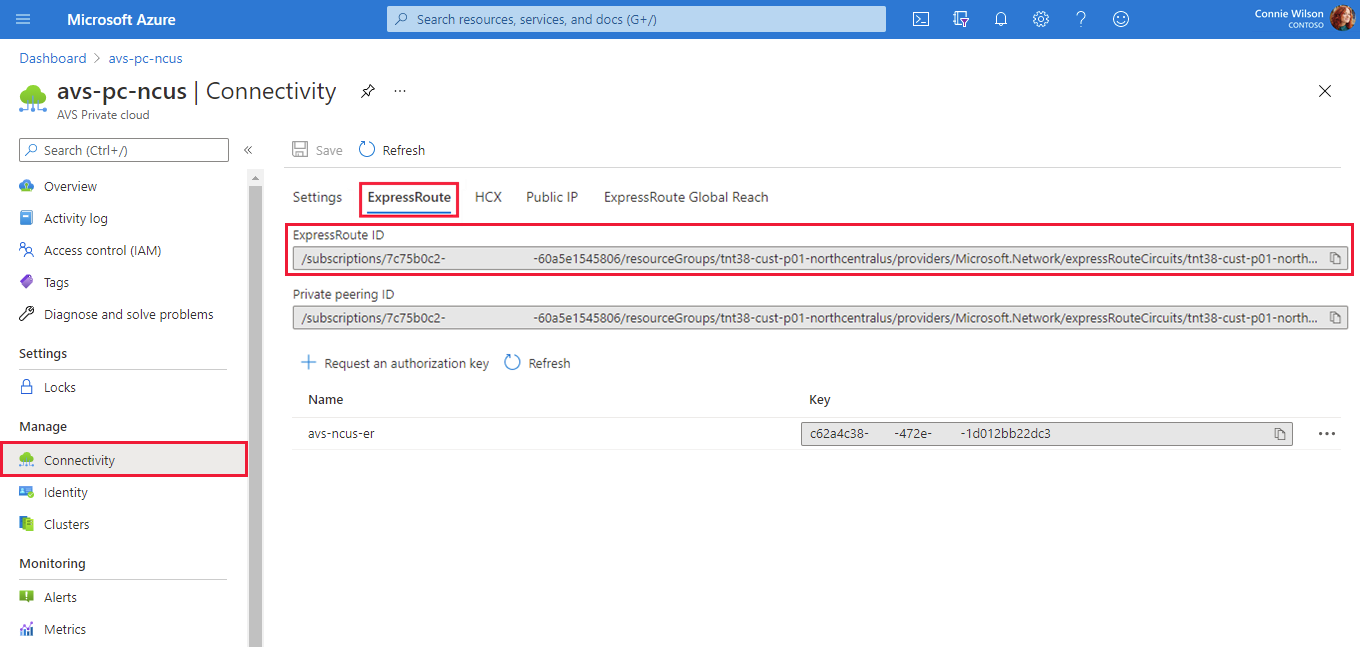 Microsoft Azure
Search resources, services, and docs (G+/)
Connie Wilson
CONTOSO
Dashboard > avs-pc-ncus
avs-pc-ncus | Connectivity ...
AVS Private cloud
Search (Ctrl+/) «
Overview
Activity log
Access control (IAM)
Tags
Diagnose and solve problems
Settings
Locks
Manage
Connectivity
Identity
Clusters
Monitoring
Alerts
Metrics
Save Refresh
Settings ExpressRoute HCX Public IP ExpressRoute Global Reach
ExpressRoute ID
/subscriptions/7c75b0c2- -60a5e1545806/resourceGroups/tnt38-cust-p01-northcentralus/providers/Microsoft.Network/expressRouteCircuits/tnt38-cust-p01-north...
Private peering ID
/subscriptions/7c75b0c2- -60a5e1545806/resourceGroups/tnt38-cust-p01-northcentralus/providers/Microsoft.Network/expressRouteCircuits/tnt38-cust-p01-north...
+ Request an authorization key Refresh
Name Key
avs-ncus-er c62a4c38- -472e- -1d012bb22dc3 ...